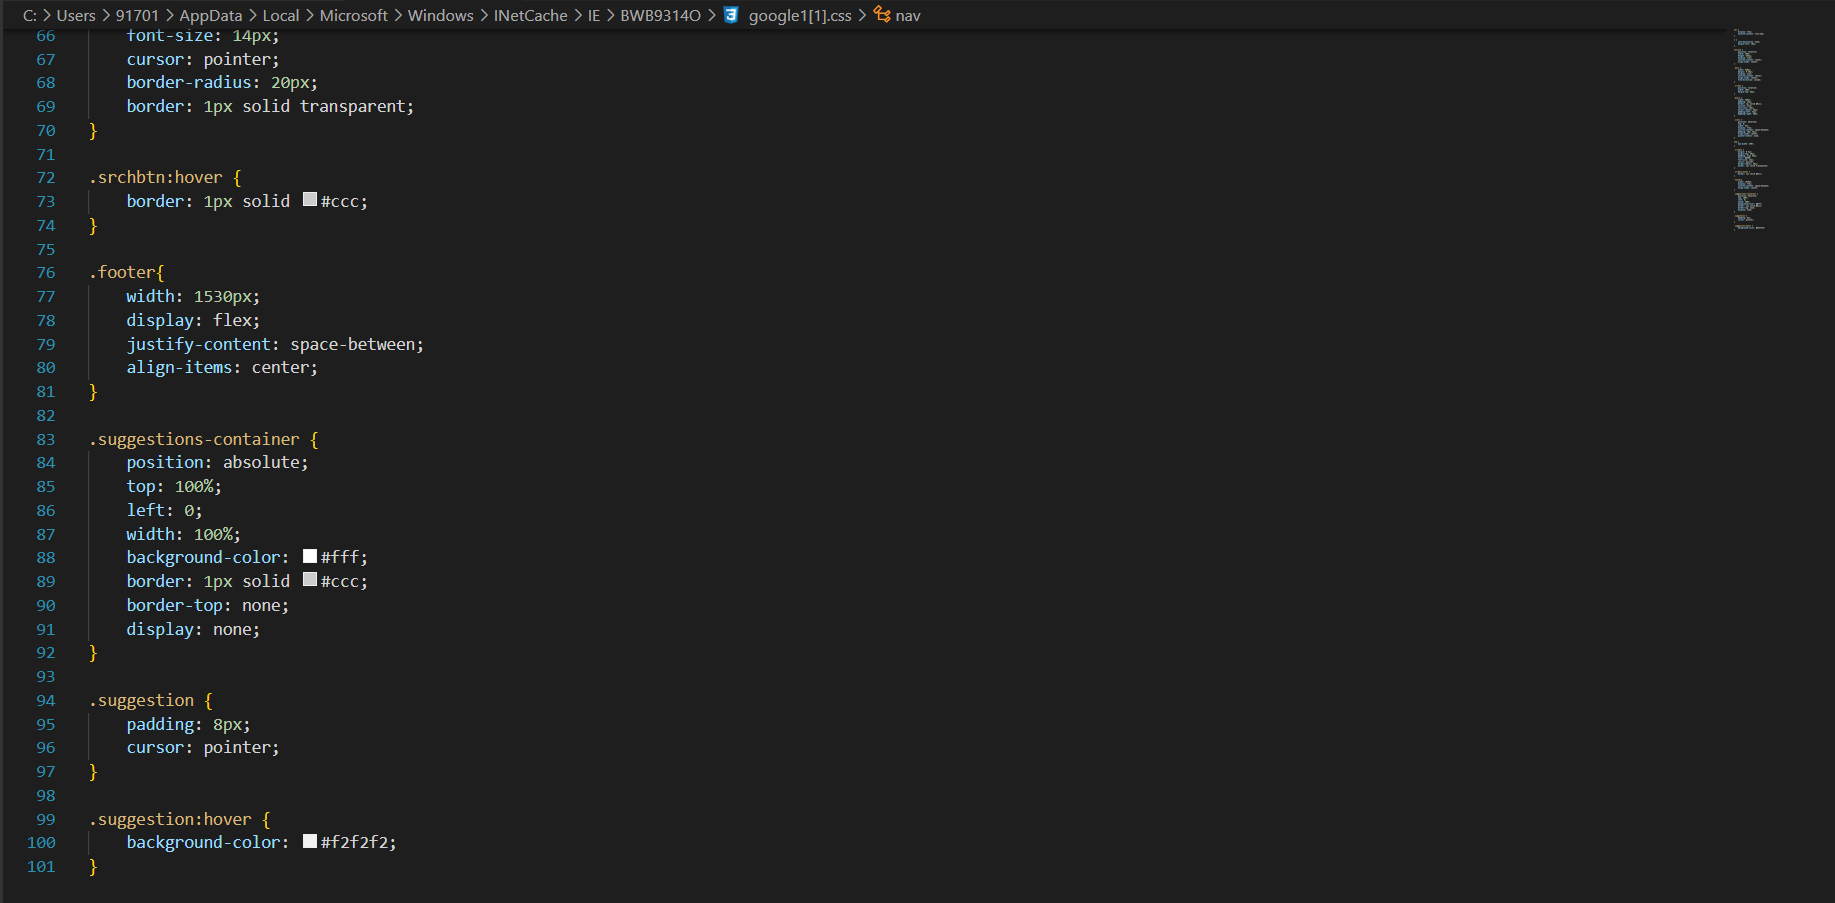 C: > Users > 91701 > AppData > Local > Microsoft > Windows > INetCache > IE > BWB9314O > google1[1].css > nav
66 font-size: 14px;
67 cursor: pointer;
68 border-radius: 20px;
69 border: 1px solid transparent;
70 }
71
72 .srchbtn:hover {
73 border: 1px solid #ccc;
74 }
75
76 .footer{
77 width: 1530px;
78 display: flex;
79 justify-content: space-between;
80 align-items: center;
81 }
82
83 .suggestions-container {
84 position: absolute;
85 top: 100%;
86 left: 0;
87 width: 100%;
88 background-color: #fff;
89 border: 1px solid #ccc;
90 border-top: none;
91 display: none;
92 }
93
94 .suggestion {
95 padding: 8px;
96 cursor: pointer;
97 }
98
99 .suggestion:hover {
100 background-color: #f2f2f2;
101 }